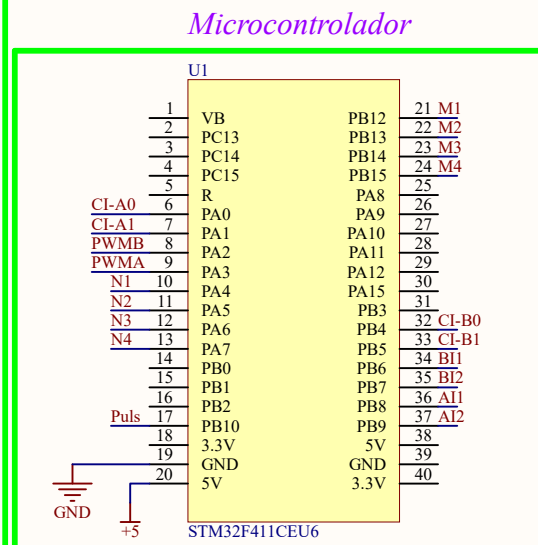 Microcontrolador
U1
1 VB PB12 21 M1
2 PC13 PB13 22 M2
3 PC14 PB14 23 M3
4 PC15 PB15 24 M4
5 R PA8 25
CI-A0 6 PA0 PA9 26
CI-A1 7 PA1 PA10 27
PWMB 8 PA2 PA11 28
PWMA 9 PA3 PA12 29
N1 10 PA4 PA15 30
N2 11 PA5 PB3 31
N3 12 PA6 PB4 32 CI-B0
N4 13 PA7 PB5 33 CI-B1
14 PB0 PB6 34 BI1
15 PB1 PB7 35 BI2
16 PB2 PB8 36 AI1
Puls 17 PB10 PB9 37 AI2
18 3.3V 5V 38
19 GND GND 39
20 5V 3.3V 40
GND
+5
STM32F411CEU6